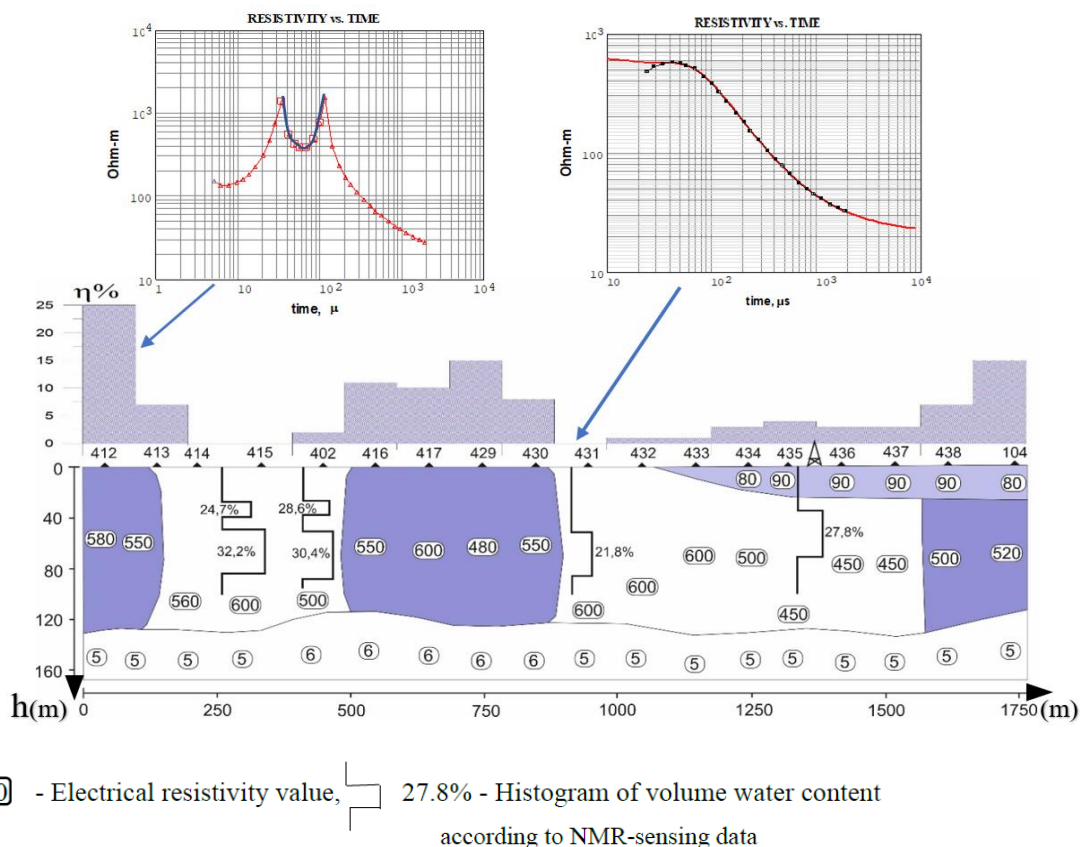 RESISTIVITY vs. TIME
10⁴
10³
100
10
Ohm-m
1 10 10² 10³ 10⁴
time, μ
RESISTIVITY vs. TIME
10³
100
10
Ohm-m
10 10² 10³ 10⁴
time, μs
η%
25
20
15
10
5
0
412 413 414 415 402 416 417 429 430 431 432 433 434 435 436 437 438 104
0
40
80
120
160
h(m)
80 90 90 90 90 80
24,7% 28,6%
27,8%
580 550 32,2% 30,4% 550 600 480 550 21,8% 600 500 450 450 500 520
560 600 500 600 600 450
5 5 5 5 6 6 6 6 6 5 5 5 5 5 5 5 5 5
0 250 500 750 1000 1250 1500 1750 (m)
- Electrical resistivity value, 27.8% - Histogram of volume water content
according to NMR-sensing data